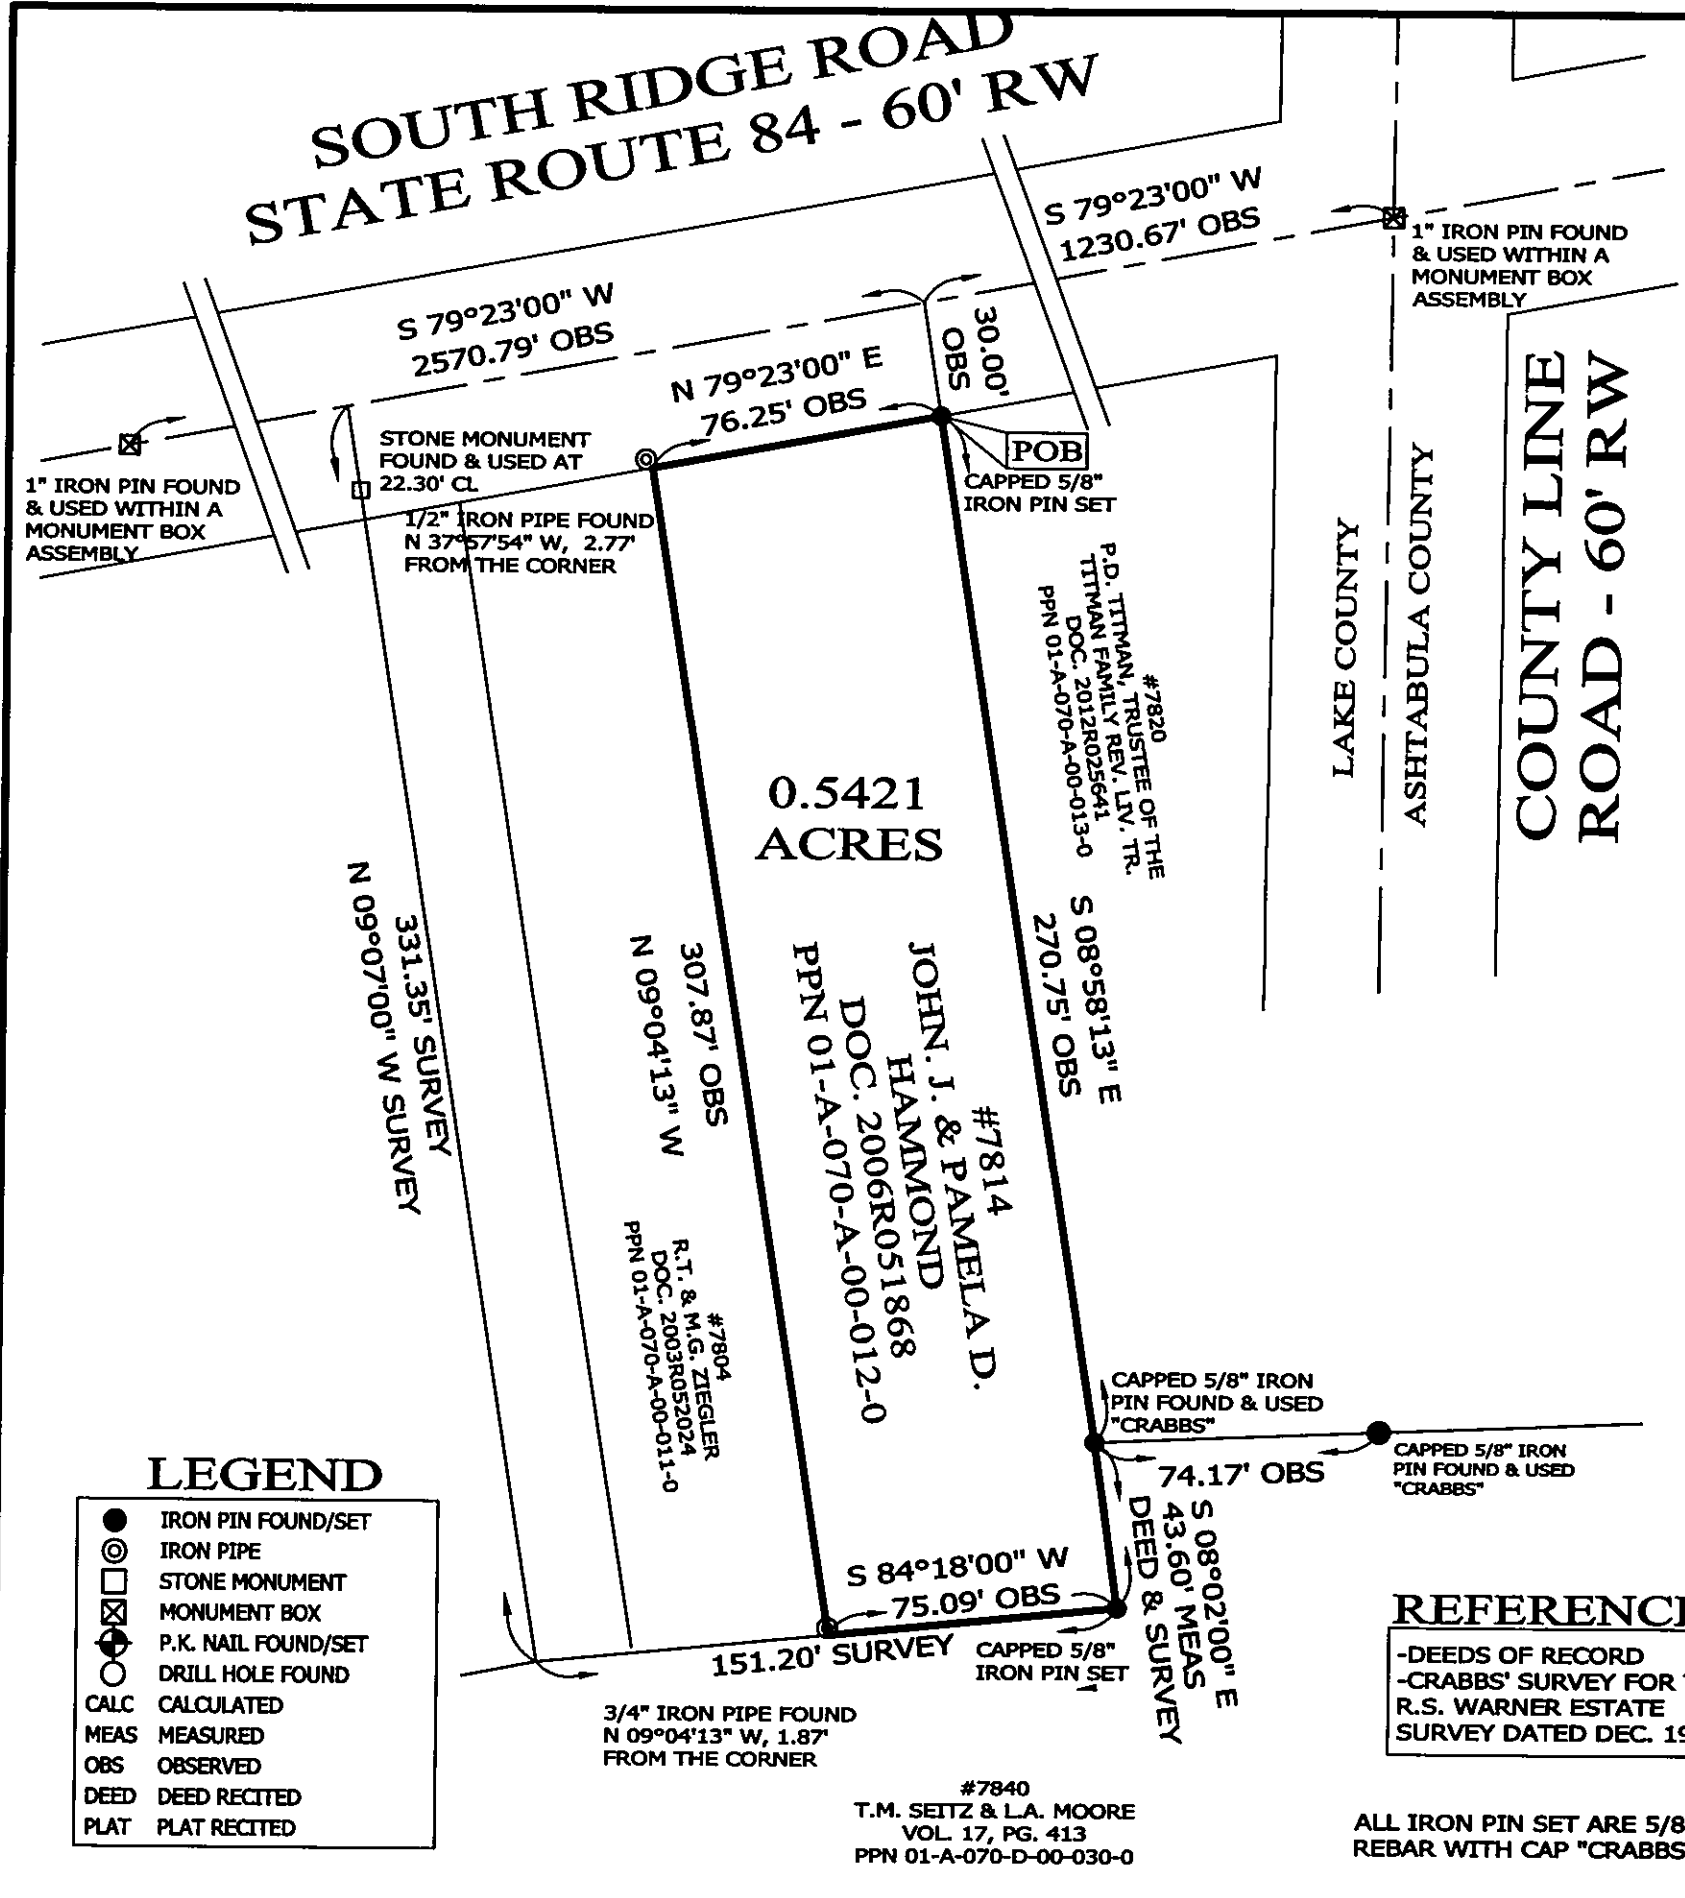 SOUTH RIDGE ROAD
STATE ROUTE 84 - 60' RW
S 79°23'00" W
1230.67' OBS
1" IRON PIN FOUND
& USED WITHIN A
MONUMENT BOX
ASSEMBLY
S 79°23'00" W
2570.79' OBS
30.00'
OBS
N 79°23'00" E
76.25' OBS
POB
CAPPED 5/8"
IRON PIN SET
STONE MONUMENT
FOUND & USED AT
22.30' CL
1" IRON PIN FOUND
& USED WITHIN A
MONUMENT BOX
ASSEMBLY
1/2" IRON PIPE FOUND
N 37°57'54" W, 2.77'
FROM THE CORNER
COUNTY LINE
ROAD - 60' RW
LAKE COUNTY
ASHTABULA COUNTY
#7820
P.D. TITMAN, TRUSTEE OF THE
TITMAN FAMILY REV. LIV. TR.
DOC. 2012R025641
PPN 01-A-070-A-00-013-0
0.5421
ACRES
S 08°58'13" E
270.75' OBS
331.35' SURVEY
N 09°07'00" W SURVEY
307.87' OBS
N 09°04'13" W
#7814
JOHN. J. & PAMELA D.
HAMMOND
DOC. 2006R051868
PPN 01-A-070-A-00-012-0
#7804
R.T. & M.G. ZIEGLER
DOC. 2003R052024
PPN 01-A-070-A-00-011-0
CAPPED 5/8" IRON
PIN FOUND & USED
"CRABBS"
74.17' OBS
CAPPED 5/8" IRON
PIN FOUND & USED
"CRABBS"
S 08°02'00" E
43.60' MEAS
DEED & SURVEY
S 84°18'00" W
75.09' OBS
151.20' SURVEY
CAPPED 5/8"
IRON PIN SET
3/4" IRON PIPE FOUND
N 09°04'13" W, 1.87'
FROM THE CORNER
#7840
T.M. SEITZ & L.A. MOORE
VOL. 17, PG. 413
PPN 01-A-070-D-00-030-0
LEGEND
IRON PIN FOUND/SET
IRON PIPE
STONE MONUMENT
MONUMENT BOX
P.K. NAIL FOUND/SET
DRILL HOLE FOUND
CALC CALCULATED
MEAS MEASURED
OBS OBSERVED
DEED DEED RECITED
PLAT PLAT RECITED
REFERENC
-DEEDS OF RECORD
-CRABBS' SURVEY FOR
R.S. WARNER ESTATE
SURVEY DATED DEC. 19
ALL IRON PIN SET ARE 5/8
REBAR WITH CAP "CRABBS